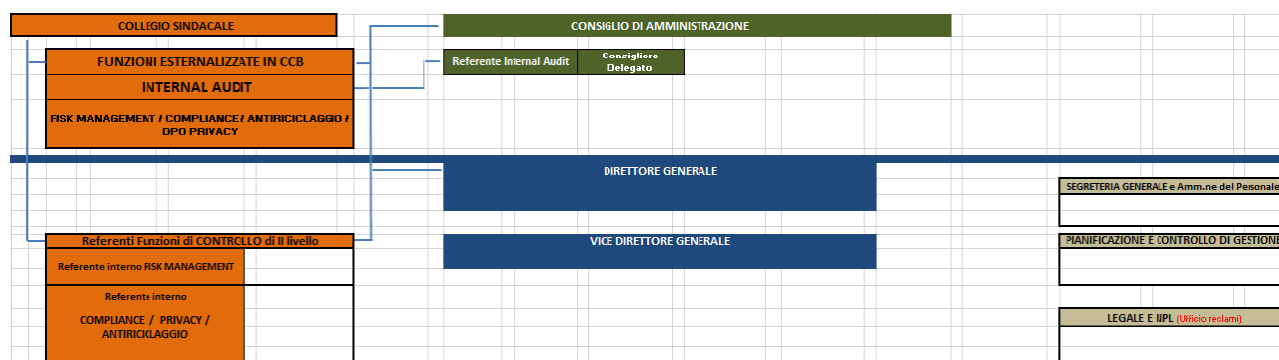 COLLEGIO SINDACALE
CONSIGLIO DI AMMINISTRAZIONE
FUNZIONI ESTERNALIZZATE IN CCB
Referente Internal Audit
Consigliere
Delegato
INTERNAL AUDIT
RISK MANAGEMENT / COMPLIANCE / ANTIRICICLAGGIO /
DPO PRIVACY
DIRETTORE GENERALE
SEGRETERIA GENERALE e Amm.ne del Personale
Referenti Funzioni di CONTROLLO di II livello
VICE DIRETTORE GENERALE
PIANIFICAZIONE E CONTROLLO DI GESTIONE
Referente interno RISK MANAGEMENT
Referente interno
COMPLIANCE / PRIVACY /
ANTIRICICLAGGIO
LEGALE E NPL (Ufficio reclami)